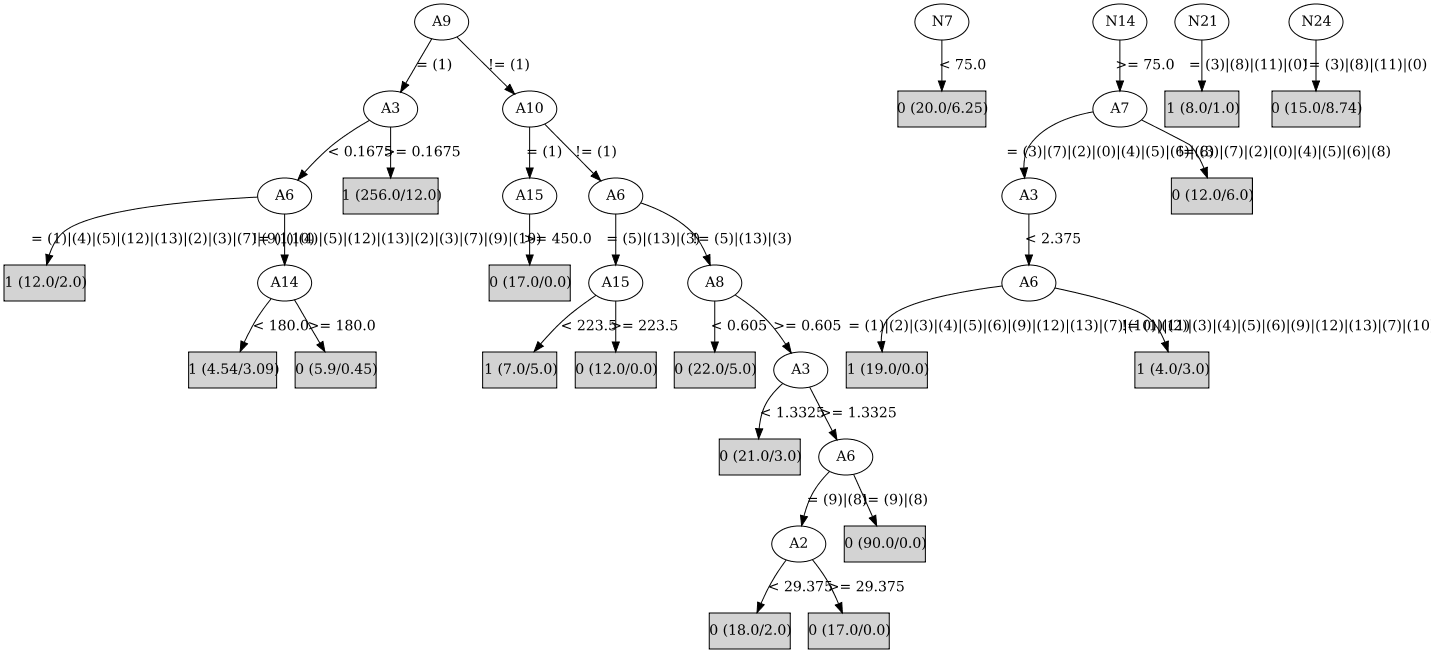 A9
N7
N14
N21
N24
= (1)
!= (1)
< 75.0
>= 75.0
= (3)|(8)|(11)|(0)
!= (3)|(8)|(11)|(0)
A3
A10
0 (20.0/6.25)
A7
1 (8.0/1.0)
0 (15.0/8.74)
< 0.1675
>= 0.1675
= (1)
!= (1)
= (3)|(7)|(2)|(0)|(4)|(5)|(6)|(8)
!= (3)|(7)|(2)|(0)|(4)|(5)|(6)|(8)
A6
1 (256.0/12.0)
A15
A6
A3
0 (12.0/6.0)
= (1)|(4)|(5)|(12)|(13)|(2)|(3)|(7)|(9)|(10)
!= (1)|(4)|(5)|(12)|(13)|(2)|(3)|(7)|(9)|(10)
>= 450.0
= (5)|(13)|(3)
!= (5)|(13)|(3)
< 2.375
1 (12.0/2.0)
A14
0 (17.0/0.0)
A15
A8
A6
< 180.0
>= 180.0
< 223.5
>= 223.5
< 0.605
>= 0.605
= (1)|(2)|(3)|(4)|(5)|(6)|(9)|(12)|(13)|(7)|(10)|(11)
!= (1)|(2)|(3)|(4)|(5)|(6)|(9)|(12)|(13)|(7)|(10
1 (4.54/3.09)
0 (5.9/0.45)
1 (7.0/5.0)
0 (12.0/0.0)
0 (22.0/5.0)
A3
1 (19.0/0.0)
1 (4.0/3.0)
< 1.3325
>= 1.3325
0 (21.0/3.0)
A6
= (9)|(8)
!= (9)|(8)
A2
0 (90.0/0.0)
< 29.375
>= 29.375
0 (18.0/2.0)
0 (17.0/0.0)